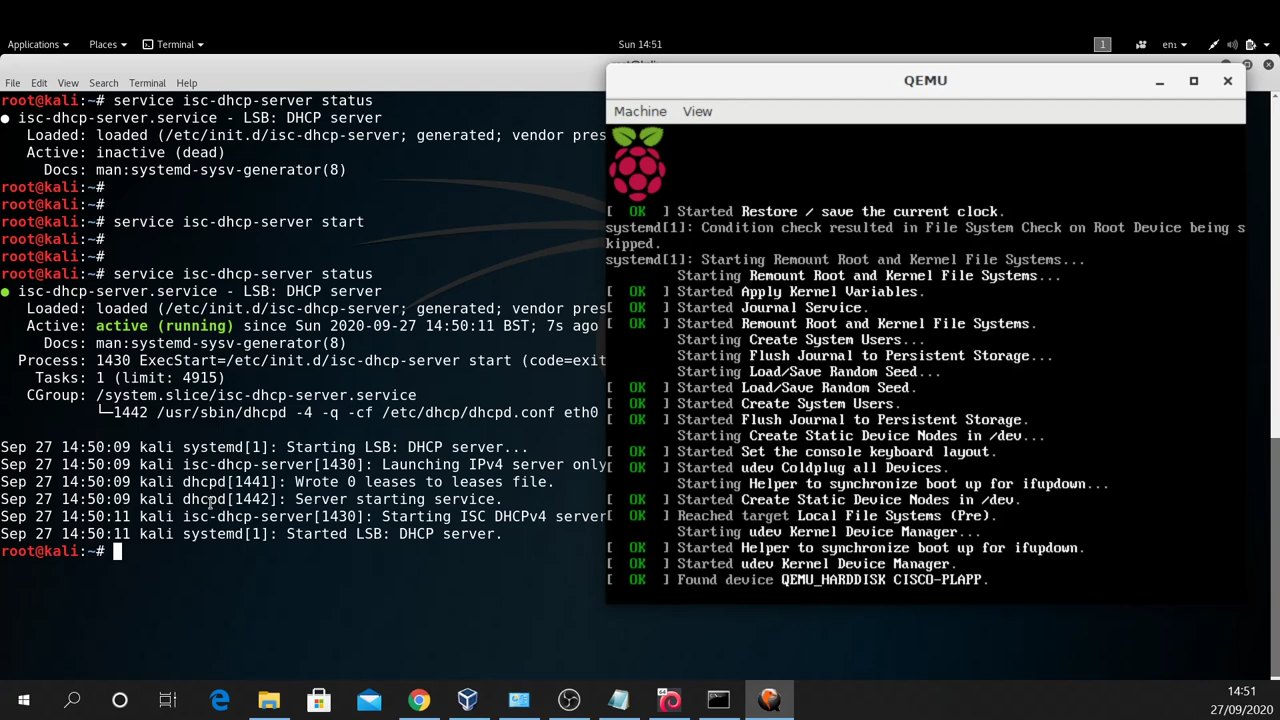 Applications Places Terminal Sun 14:51 1 en₁
File Edit View Search Terminal Help
root@kali:~# service isc-dhcp-server status
● isc-dhcp-server.service - LSB: DHCP server
Loaded: loaded (/etc/init.d/isc-dhcp-server; generated; vendor pres
Active: inactive (dead)
Docs: man:systemd-sysv-generator(8)
root@kali:~#
root@kali:~#
root@kali:~# service isc-dhcp-server start
root@kali:~#
root@kali:~#
root@kali:~# service isc-dhcp-server status
● isc-dhcp-server.service - LSB: DHCP server
Loaded: loaded (/etc/init.d/isc-dhcp-server; generated; vendor pres
Active: active (running) since Sun 2020-09-27 14:50:11 BST; 7s ago
Docs: man:systemd-sysv-generator(8)
Process: 1430 ExecStart=/etc/init.d/isc-dhcp-server start (code=exit
Tasks: 1 (limit: 4915)
CGroup: /system.slice/isc-dhcp-server.service
└─1442 /usr/sbin/dhcpd -4 -q -cf /etc/dhcp/dhcpd.conf eth0
Sep 27 14:50:09 kali systemd[1]: Starting LSB: DHCP server...
Sep 27 14:50:09 kali isc-dhcp-server[1430]: Launching IPv4 server only
Sep 27 14:50:09 kali dhcpd[1441]: Wrote 0 leases to leases file.
Sep 27 14:50:09 kali dhcpd[1442]: Server starting service.
Sep 27 14:50:11 kali isc-dhcp-server[1430]: Starting ISC DHCPv4 server
Sep 27 14:50:11 kali systemd[1]: Started LSB: DHCP server.
root@kali:~#
QEMU
Machine View
[ OK ] Started Restore / save the current clock.
systemd[1]: Condition check resulted in File System Check on Root Device being s
kipped.
systemd[1]: Starting Remount Root and Kernel File Systems...
Starting Remount Root and Kernel File Systems...
[ OK ] Started Apply Kernel Variables.
[ OK ] Started Journal Service.
[ OK ] Started Remount Root and Kernel File Systems.
Starting Create System Users...
Starting Flush Journal to Persistent Storage...
Starting Load/Save Random Seed...
[ OK ] Started Load/Save Random Seed.
[ OK ] Started Create System Users.
[ OK ] Started Flush Journal to Persistent Storage.
Starting Create Static Device Nodes in /dev...
[ OK ] Started Set the console keyboard layout.
[ OK ] Started udev Coldplug all Devices.
Starting Helper to synchronize boot up for ifupdown...
[ OK ] Started Create Static Device Nodes in /dev.
[ OK ] Reached target Local File Systems (Pre).
Starting udev Kernel Device Manager...
[ OK ] Started Helper to synchronize boot up for ifupdown.
[ OK ] Started udev Kernel Device Manager.
[ OK ] Found device QEMU_HARDDISK CISCO-PLAPP.
14:51
27/09/2020